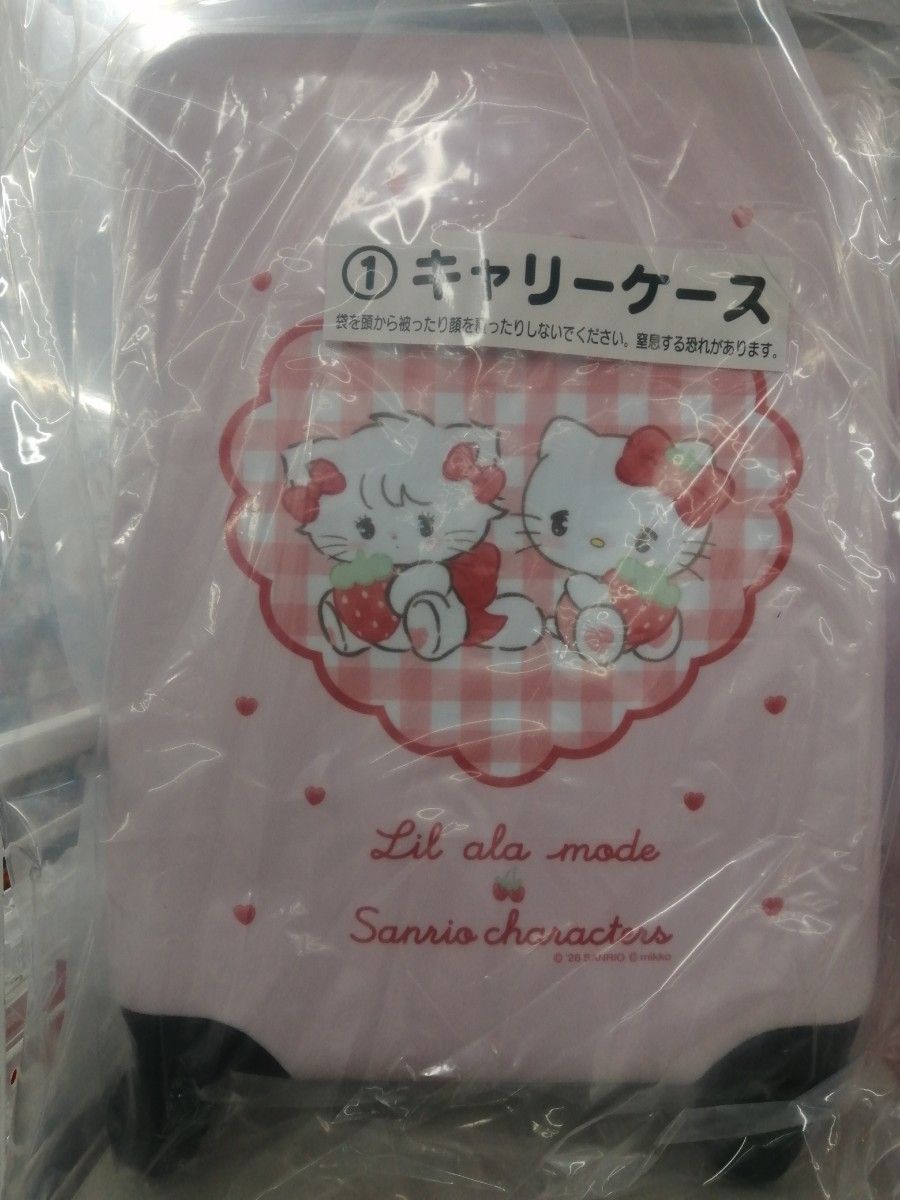 ①キャリーケース
袋を頭から被ったり顔を覆ったりしないでください。窒息する恐れがあります。
Lil ala mode
Sanrio characters
© '26 SANRIO © mikko